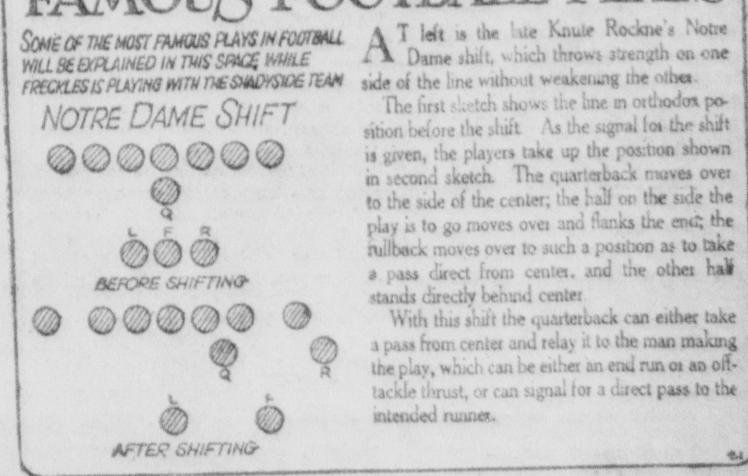 FAMOUS FOOTBALL PLAYS
SOME OF THE MOST FAMOUS PLAYS IN FOOTBALL
WILL BE EXPLAINED IN THIS SPACE, WHILE
FRECKLES IS PLAYING WITH THE SHADYSIDE TEAM
NOTRE DAME SHIFT
Q
L F R
BEFORE SHIFTING
Q
R
L F
AFTER SHIFTING
AT left is the late Knute Rockne's Notre
Dame shift, which throws strength on one
side of the line without weakening the other.
The first sketch shows the line in orthodox po-
sition before the shift. As the signal for the shift
is given, the players take up the position shown
in second sketch. The quarterback moves over
to the side of the center; the half on the side the
play is to go moves over and flanks the end; the
fullback moves over to such a position as to take
a pass direct from center, and the other half
stands directly behind center.
With this shift the quarterback can either take
a pass from center and relay it to the man making
the play, which can be either an end run or an off-
tackle thrust, or can signal for a direct pass to the
intended runner.